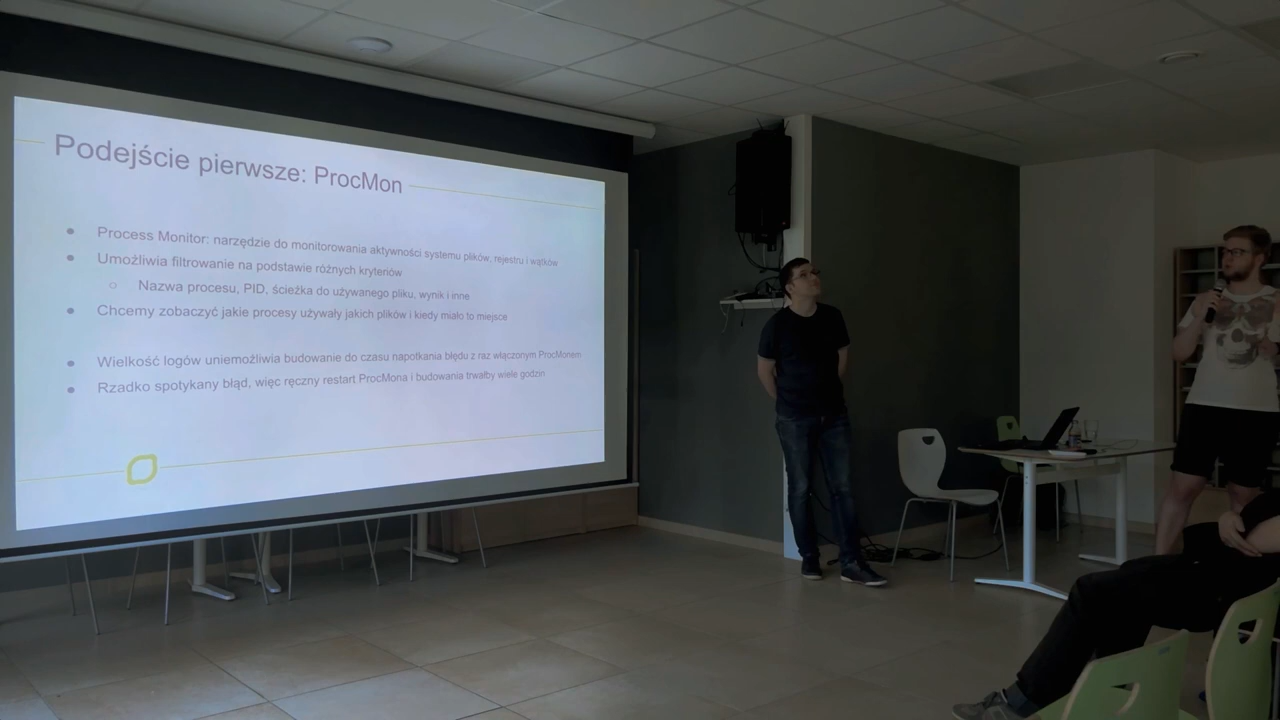 Podejście pierwsze: ProcMon
Process Monitor: narzędzie do monitorowania aktywności systemu plików, rejestru i wątków
Umożliwia filtrowanie na podstawie różnych kryteriów
Nazwa procesu, PID, ścieżka do używanego pliku, wynik i inne
Chcemy zobaczyć jakie procesy używały jakich plików i kiedy miało to miejsce
Wielkość logów uniemożliwia budowanie do czasu napotkania błędu z raz włączonym ProcMonem
Rzadko spotykany błąd, więc ręczny restart ProcMona i budowania trwałby wiele godzin